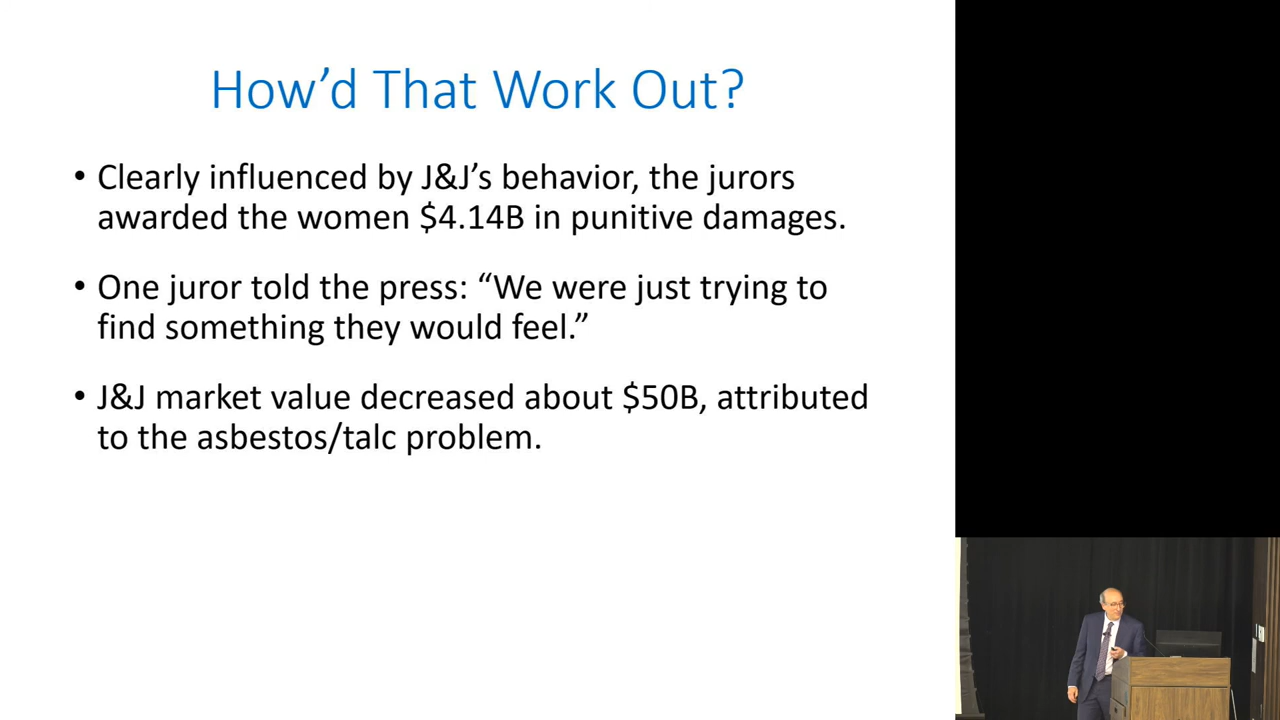 How’d That Work Out?
• Clearly influenced by J&J’s behavior, the jurors
awarded the women $4.14B in punitive damages.
• One juror told the press: “We were just trying to
find something they would feel.”
• J&J market value decreased about $50B, attributed
to the asbestos/talc problem.